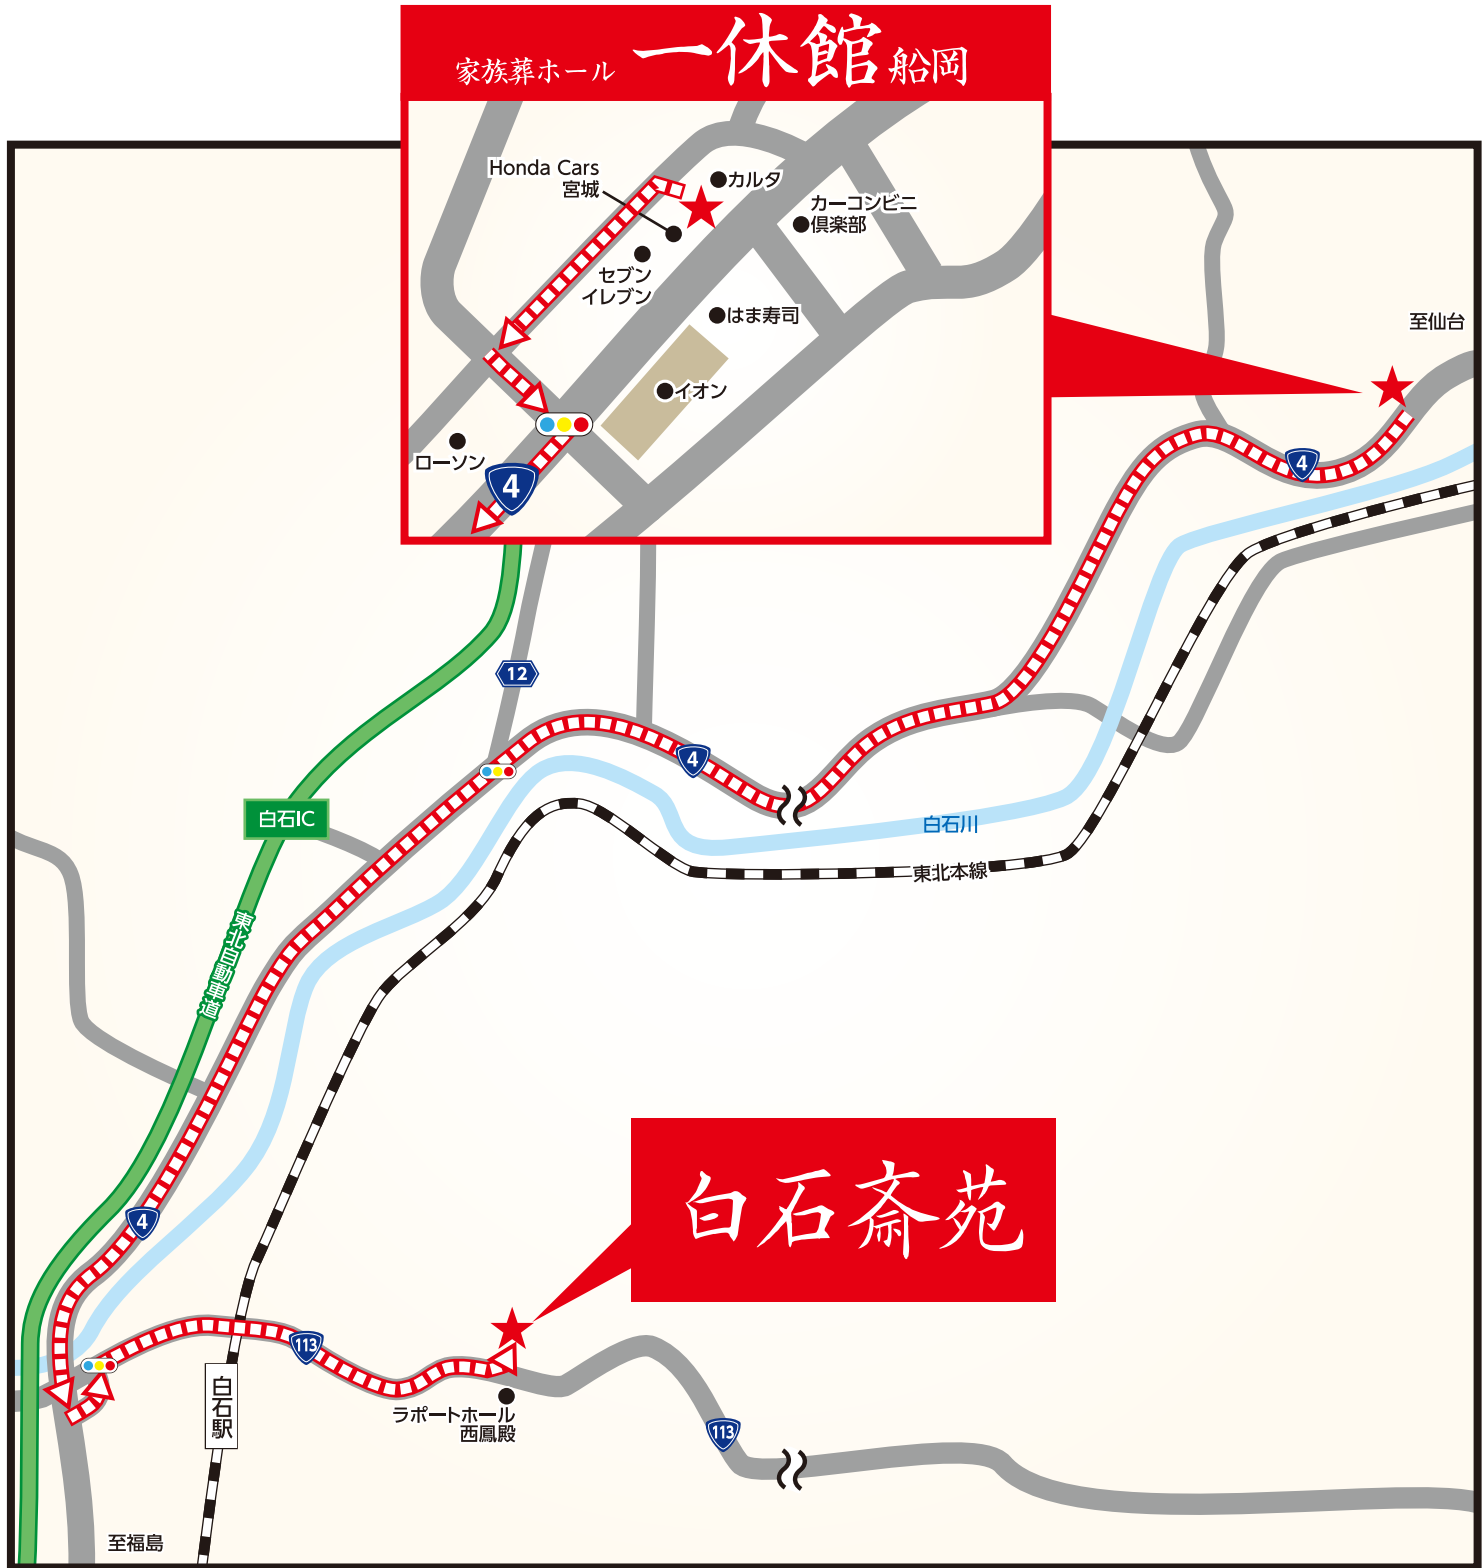 家族葬ホール 一休館 船岡
Honda Cars
宮城
カルタ
カーコンビニ
倶楽部
セブン
イレブン
はま寿司
イオン
ローソン
4
至仙台
4
12
4
白石IC
白石川
東北本線
東北自動車道
4
白石斎苑
113
白石駅
ラポートホール
西鳳殿
113
至福島